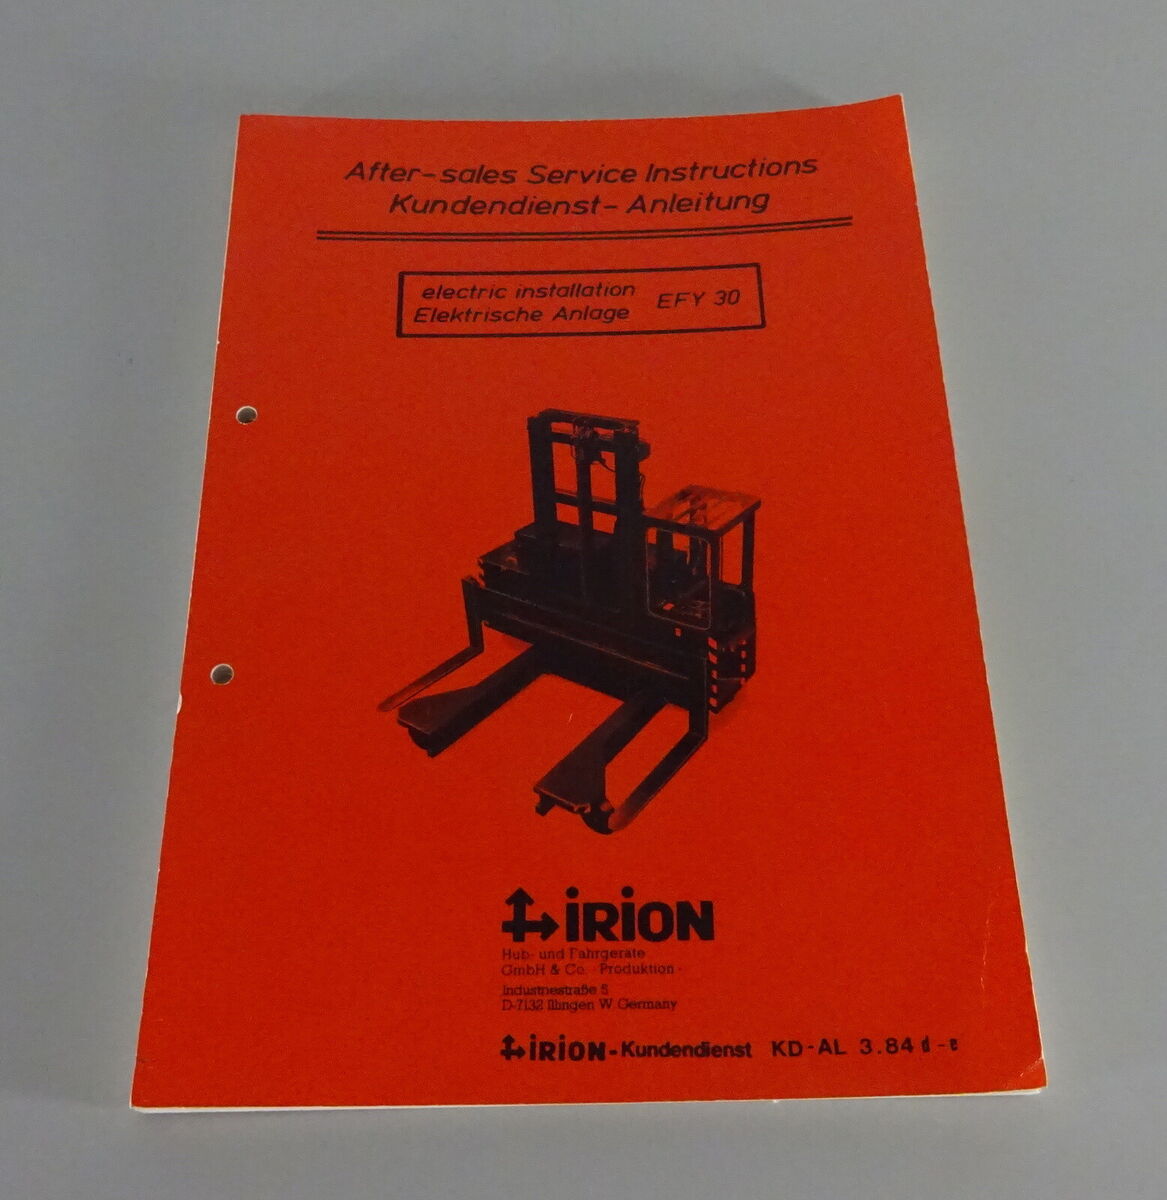 After-sales Service Instructions
Kundendienst-Anleitung
electric installation
Elektrische Anlage
EFY 30
iRiON
Hub- und Fahrgeräte
GmbH & Co. · Produktion ·
Industriestraße 5
D-7132 Illingen W. Germany
iRiON-Kundendienst KD-AL 3.84 d-e